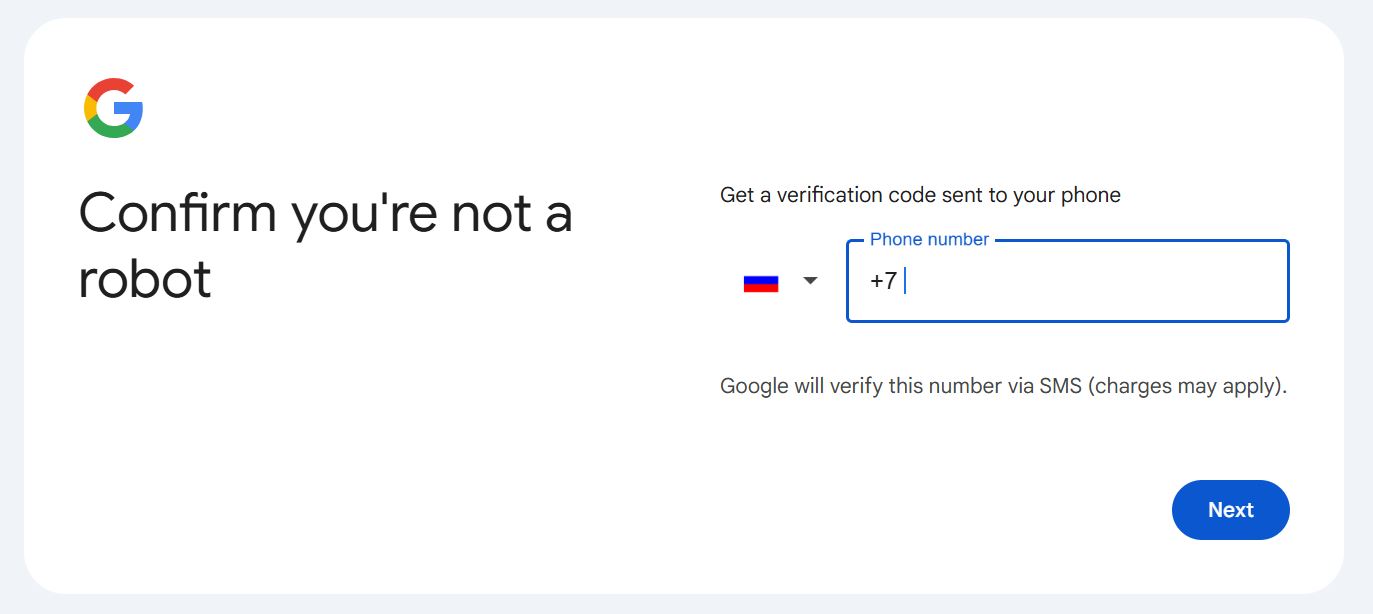 Confirm you're not a
robot
Get a verification code sent to your phone
Phone number
+7
Google will verify this number via SMS (charges may apply).
Next